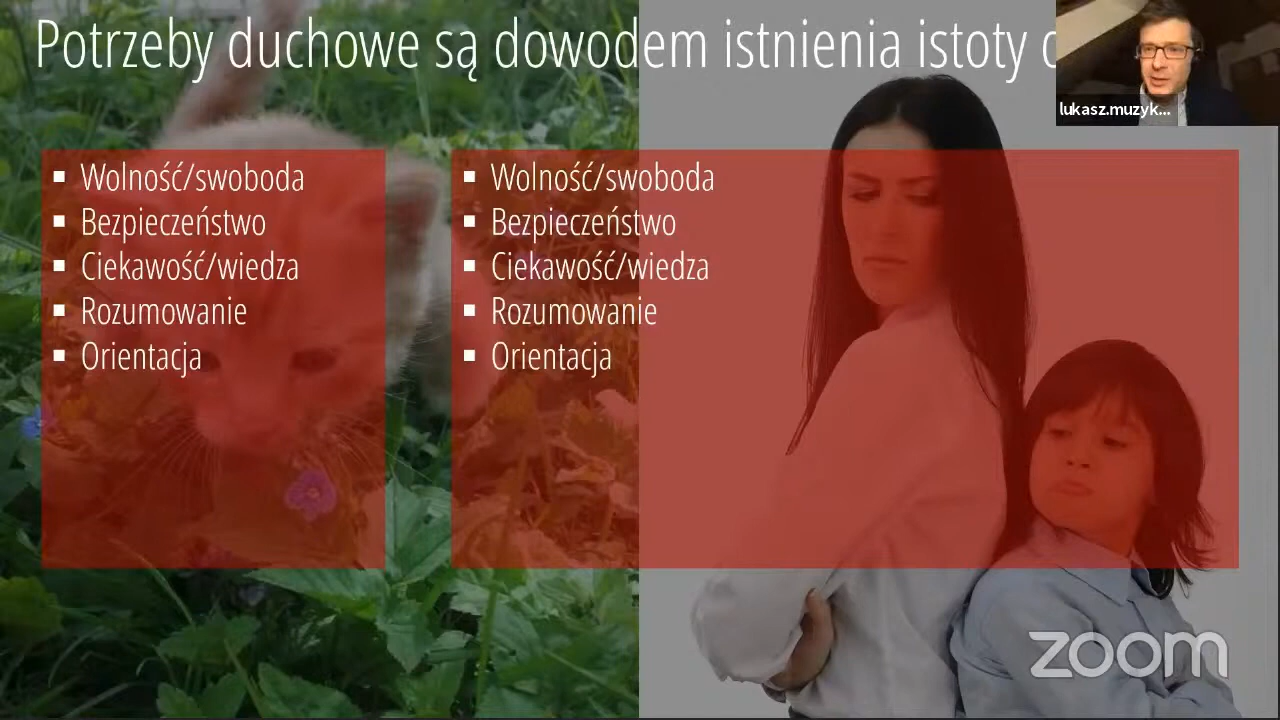 Potrzeby duchowe są dowodem istnienia istoty
lukasz.muzyk...
Wolność/swoboda
Bezpieczeństwo
Ciekawość/wiedza
Rozumowanie
Orientacja
Wolność/swoboda
Bezpieczeństwo
Ciekawość/wiedza
Rozumowanie
Orientacja
zoom